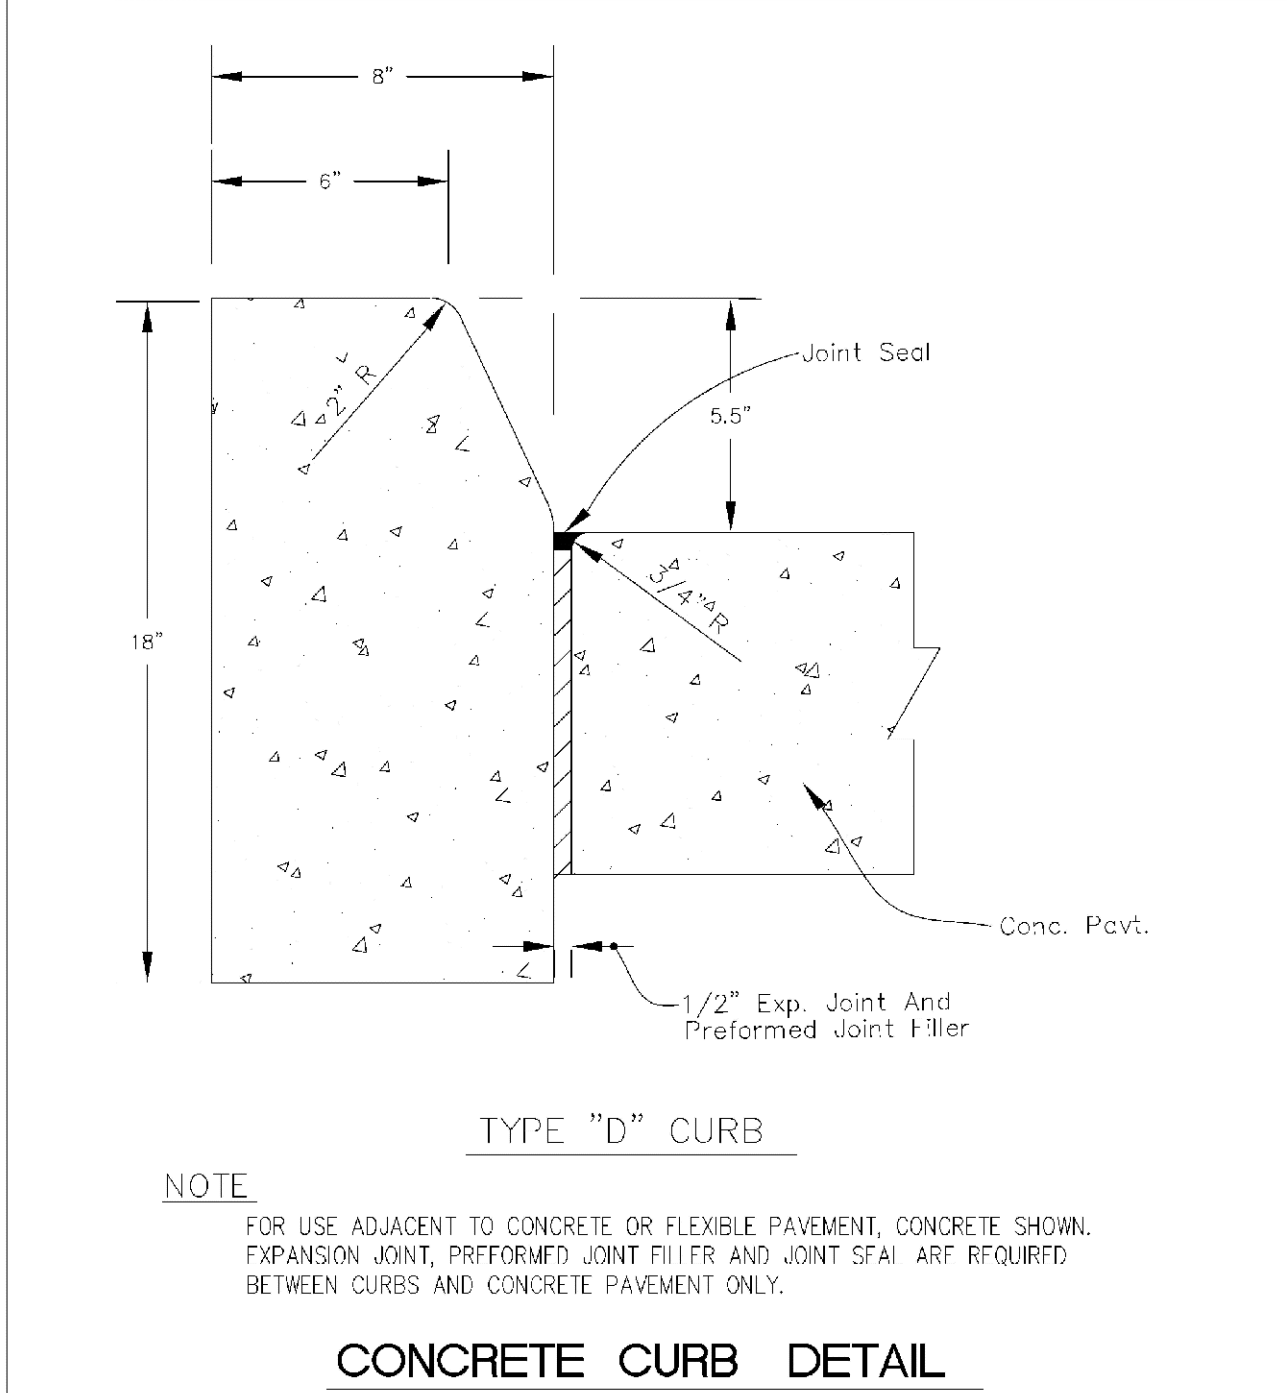 8"
6"
2" R
Joint Seal
5.5"
3/4" R
18"
Conc. Pavt.
1/2" Exp. Joint And
Preformed Joint Filler
TYPE "D" CURB
NOTE
FOR USE ADJACENT TO CONCRETE OR FLEXIBLE PAVEMENT, CONCRETE SHOWN.
EXPANSION JOINT, PREFORMED JOINT FILLER AND JOINT SEAL ARE REQUIRED
BETWEEN CURBS AND CONCRETE PAVEMENT ONLY.
CONCRETE CURB DETAIL